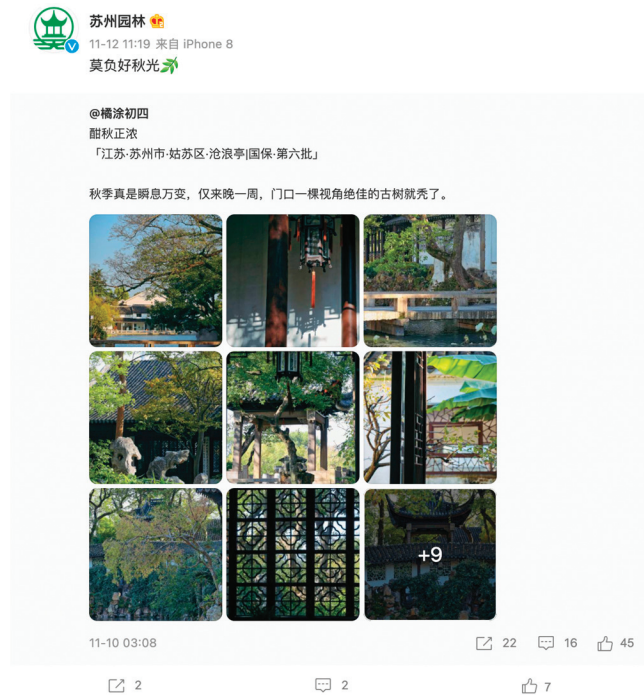 苏州园林
11-12 11:19 来自 iPhone 8
莫负好秋光
@橘涂初四
酣秋正浓
「江苏·苏州市·姑苏区·沧浪亭|国保·第六批」
秋季真是瞬息万变，仅来晚一周，门口一棵视角绝佳的古树就秃了。
+9
11-10 03:08
22
16
45
2
2
7